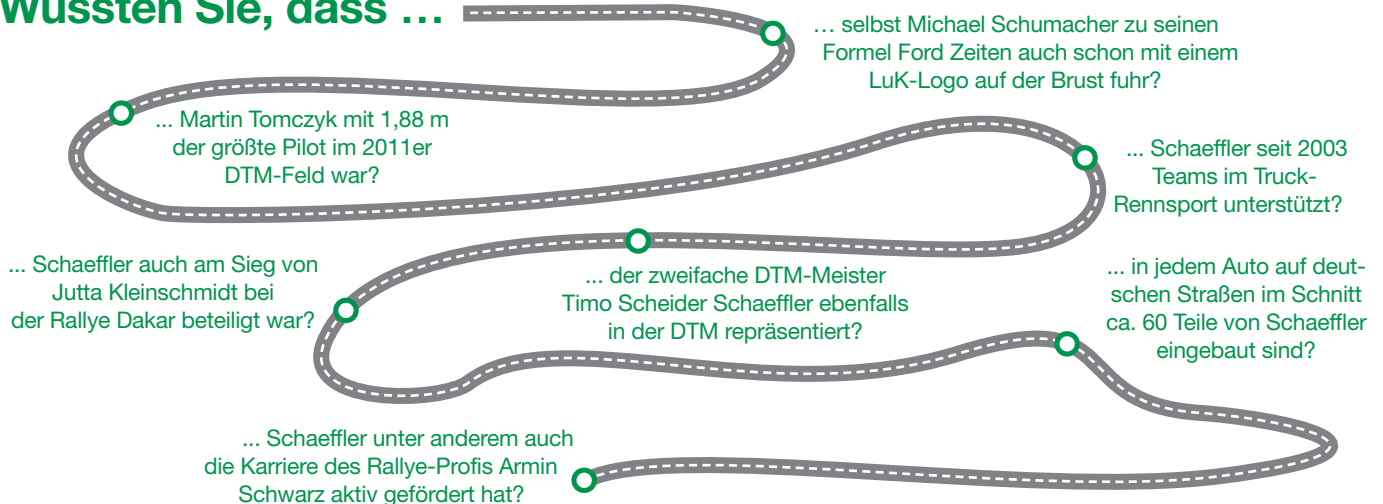 Wussten Sie, dass ...
... selbst Michael Schumacher zu seinen
Formel Ford Zeiten auch schon mit einem
LuK-Logo auf der Brust fuhr?
... Martin Tomczyk mit 1,88 m
der größte Pilot im 2011er
DTM-Feld war?
... Schaeffler seit 2003
Teams im Truck-
Rennsport unterstützt?
... Schaeffler auch am Sieg von
Jutta Kleinschmidt bei
der Rallye Dakar beteiligt war?
... der zweifache DTM-Meister
Timo Scheider Schaeffler ebenfalls
in der DTM repräsentiert?
... in jedem Auto auf deut-
schen Straßen im Schnitt
ca. 60 Teile von Schaeffler
eingebaut sind?
... Schaeffler unter anderem auch
die Karriere des Rallye-Profis Armin
Schwarz aktiv gefördert hat?